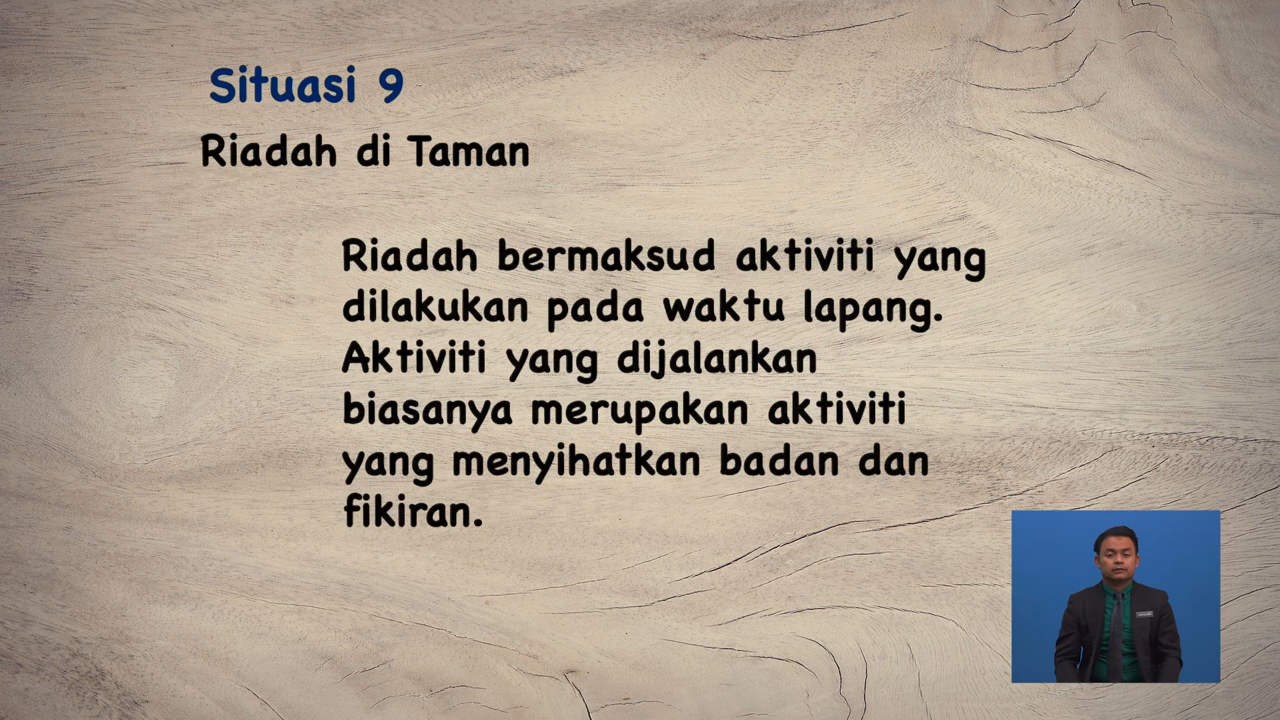 Situasi 9
Riadah di Taman
Riadah bermaksud aktiviti yang
dilakukan pada waktu lapang.
Aktiviti yang dijalankan
biasanya merupakan aktiviti
yang menyihatkan badan dan
fikiran.